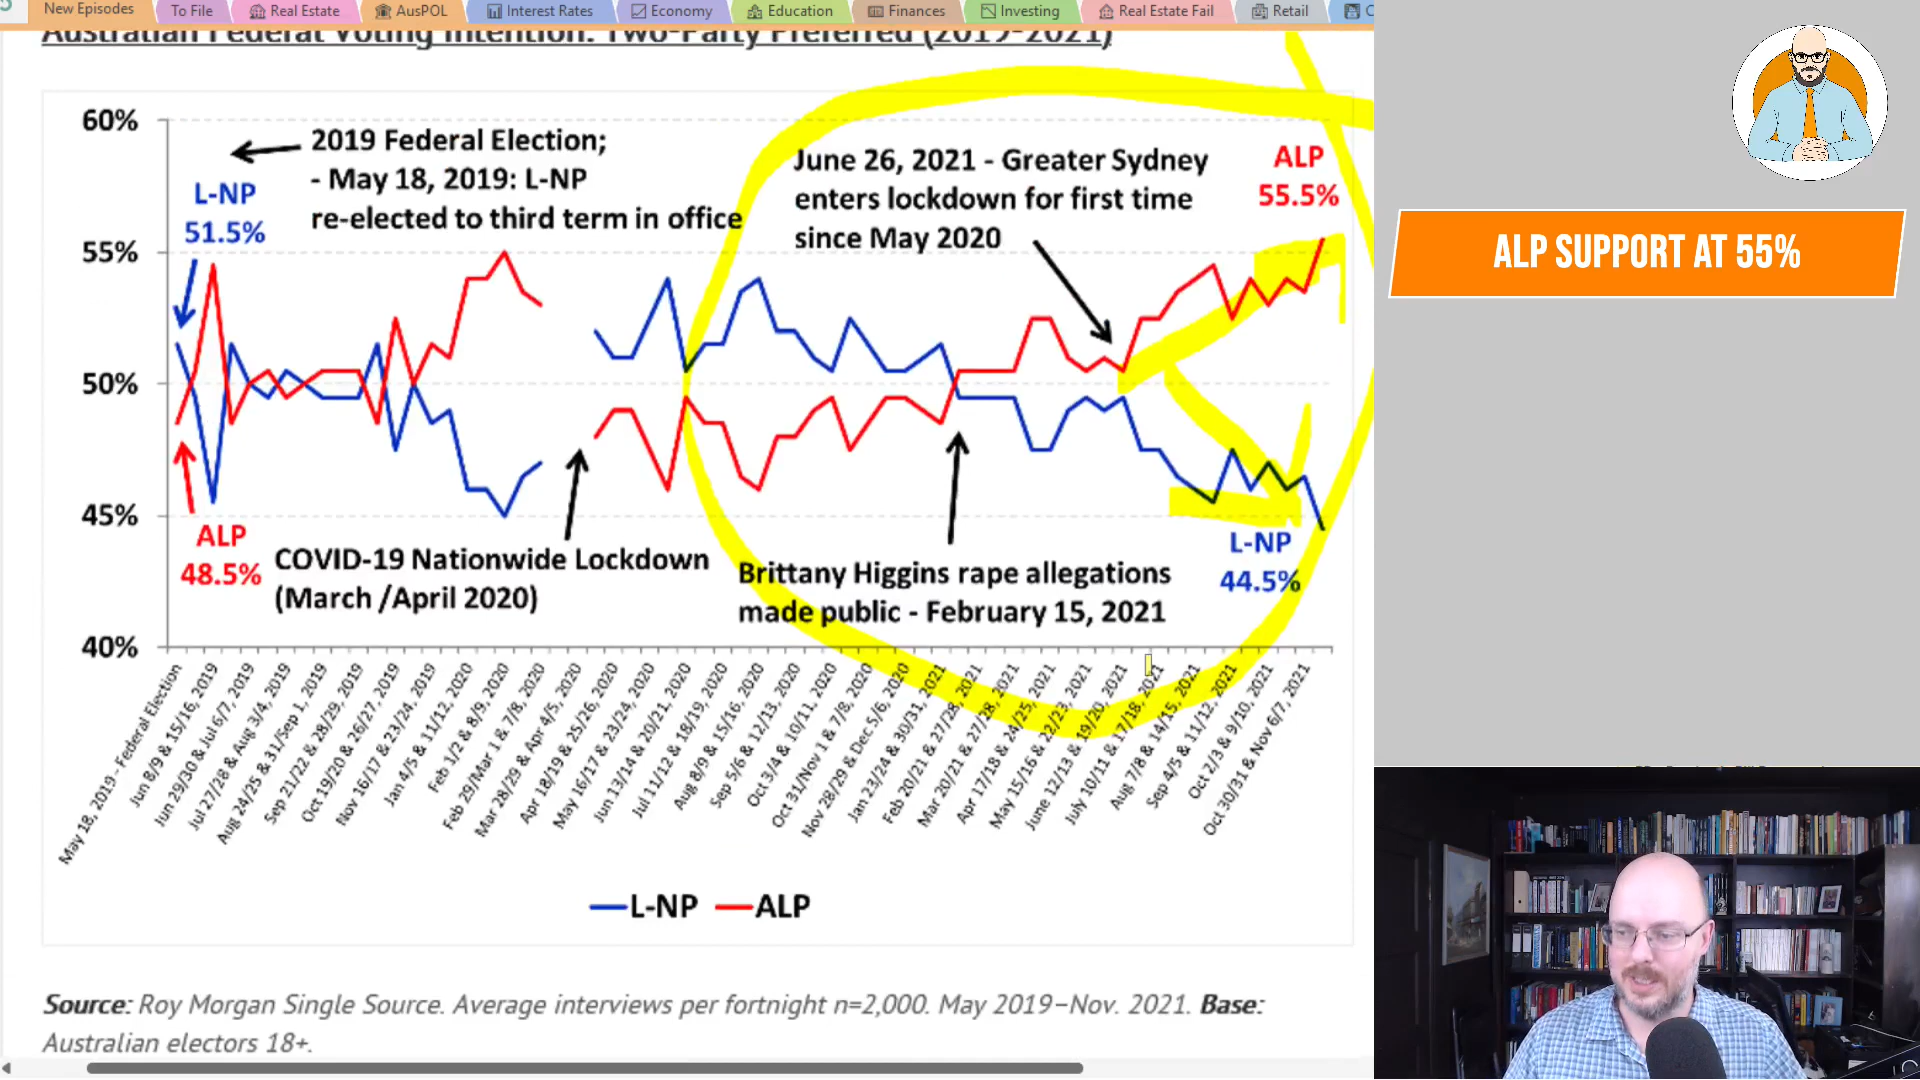 New Episodes
To File
Real Estate
AusPOL
Interest Rates
Economy
Education
Finances
Investing
Real Estate Fail
Retail
Australian Federal Voting Intention: Two-Party Preferred (2019-2021)
60%
55%
50%
45%
40%
2019 Federal Election;
- May 18, 2019: L-NP
re-elected to third term in office
L-NP
51.5%
June 26, 2021 - Greater Sydney
enters lockdown for first time
since May 2020
ALP
55.5%
ALP
48.5%
COVID-19 Nationwide Lockdown
(March /April 2020)
Brittany Higgins rape allegations
made public - February 15, 2021
L-NP
44.5%
May 18, 2019 - Federal Election
Jun 8/9 & 15/16, 2019
Jun 29/30 & Jul 6/7, 2019
Jul 27/28 & Aug 3/4, 2019
Aug 24/25 & 31/Sep 1, 2019
Sep 21/22 & 28/29, 2019
Oct 19/20 & 26/27, 2019
Nov 16/17 & 23/24, 2019
Jan 4/5 & 11/12, 2020
Feb 1/2 & 8/9, 2020
Feb 29/Mar 1 & 7/8, 2020
Mar 28/29 & Apr 4/5, 2020
Apr 18/19 & 25/26, 2020
May 16/17 & 23/24, 2020
Jun 13/14 & 20/21, 2020
Jul 11/12 & 18/19, 2020
Aug 8/9 & 15/16, 2020
Sep 5/6 & 12/13, 2020
Oct 3/4 & 10/11, 2020
Oct 31/Nov 1 & 7/8, 2020
Nov 28/29 & Dec 5/6, 2020
Jan 23/24 & 30/31, 2021
Feb 20/21 & 27/28, 2021
Mar 20/21 & 27/28, 2021
Apr 17/18 & 24/25, 2021
May 15/16 & 22/23, 2021
June 12/13 & 19/20, 2021
July 10/11 & 17/18, 2021
Aug 7/8 & 14/15, 2021
Sep 4/5 & 11/12, 2021
Oct 2/3 & 9/10, 2021
Oct 30/31 & Nov 6/7, 2021
L-NP
ALP
Source: Roy Morgan Single Source. Average interviews per fortnight n=2,000. May 2019–Nov. 2021. Base:
Australian electors 18+.
ALP SUPPORT AT 55%